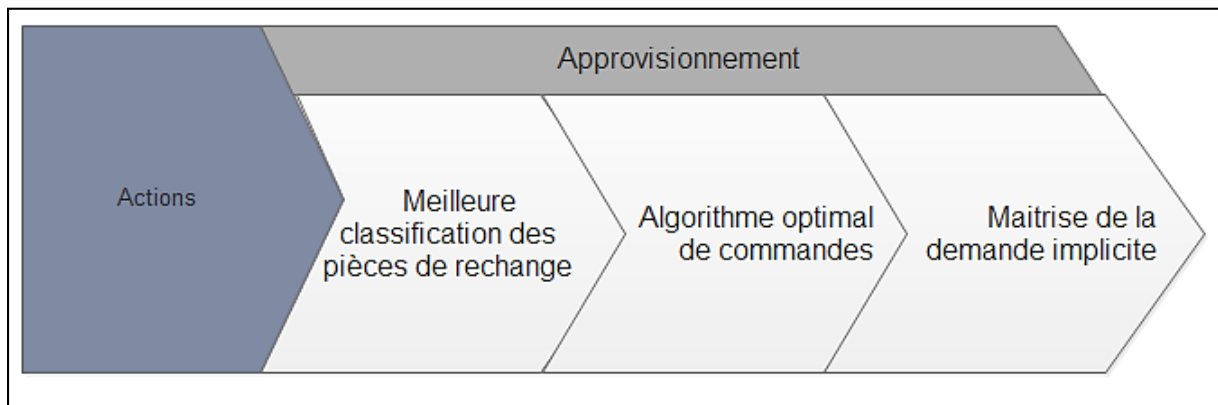 Approvisionnement
Actions
Meilleure
classification des
pièces de rechange
Algorithme optimal
de commandes
Maitrise de la
demande implicite